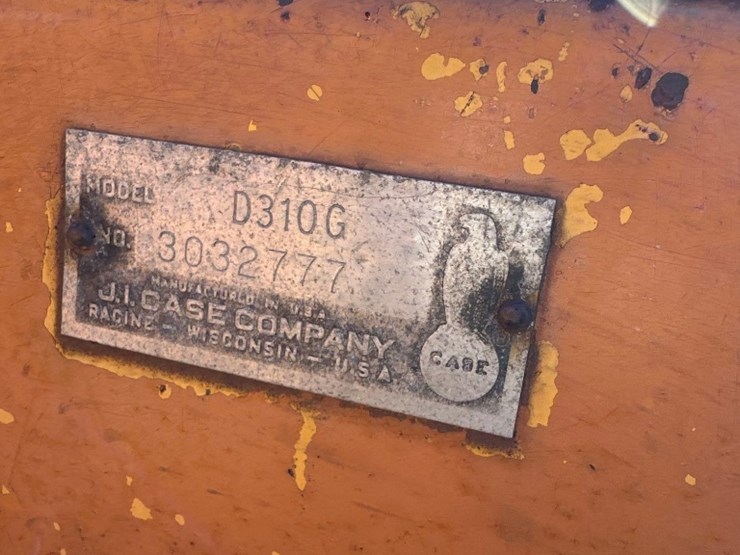 MODEL D310G
NO. 3032777
MANUFACTURED IN U.S.A.
J.I. CASE COMPANY
RACINE - WISCONSIN - U.S.A.
CASE